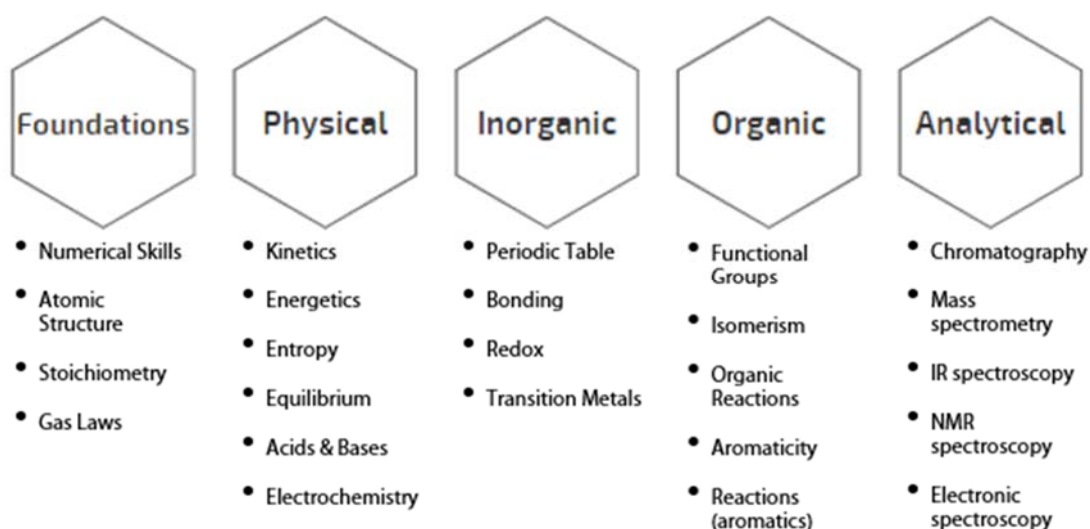 Foundations
Numerical Skills
Atomic
Structure
Stoichiometry
Gas Laws
Physical
Kinetics
Energetics
Entropy
Equilibrium
Acids & Bases
Electrochemistry
Inorganic
Periodic Table
Bonding
Redox
Transition Metals
Organic
Functional
Groups
Isomerism
Organic
Reactions
Aromaticity
Reactions
(aromatics)
Analytical
Chromatography
Mass
spectrometry
IR spectroscopy
NMR
spectroscopy
Electronic
spectroscopy